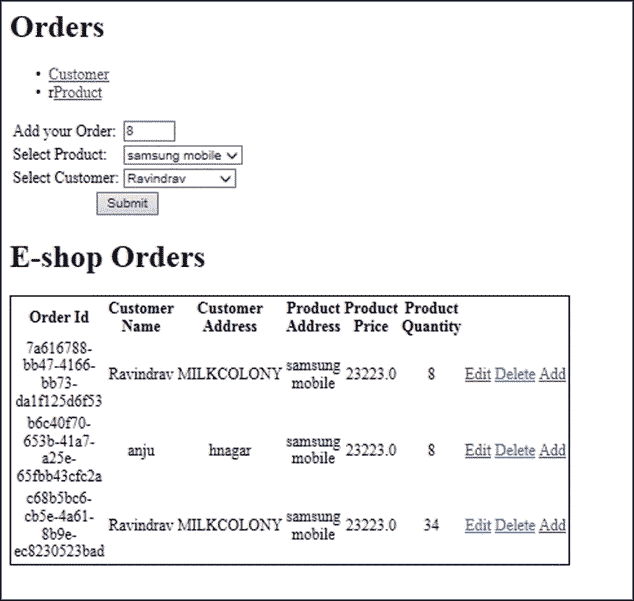 Orders
• Customer
• rProduct
Add your Order: 8
Select Product: samsung mobile
Select Customer: Ravindrav
Submit
E-shop Orders
Order Id Customer Name Customer Address Product Address Product Price Product Quantity
7a616788-
bb47-4166-
bb73-
da1f125d6f53
Ravindrav MILKCOLONY samsung mobile 23223.0 8 Edit Delete Add
b6c40f70-
653b-41a7-
a25e-
65fbb43cfc2a
anju hnagar samsung mobile 23223.0 8 Edit Delete Add
c68b5bc6-
cb5e-4a61-
8b9e-
ec8230523bad
Ravindrav MILKCOLONY samsung mobile 23223.0 34 Edit Delete Add